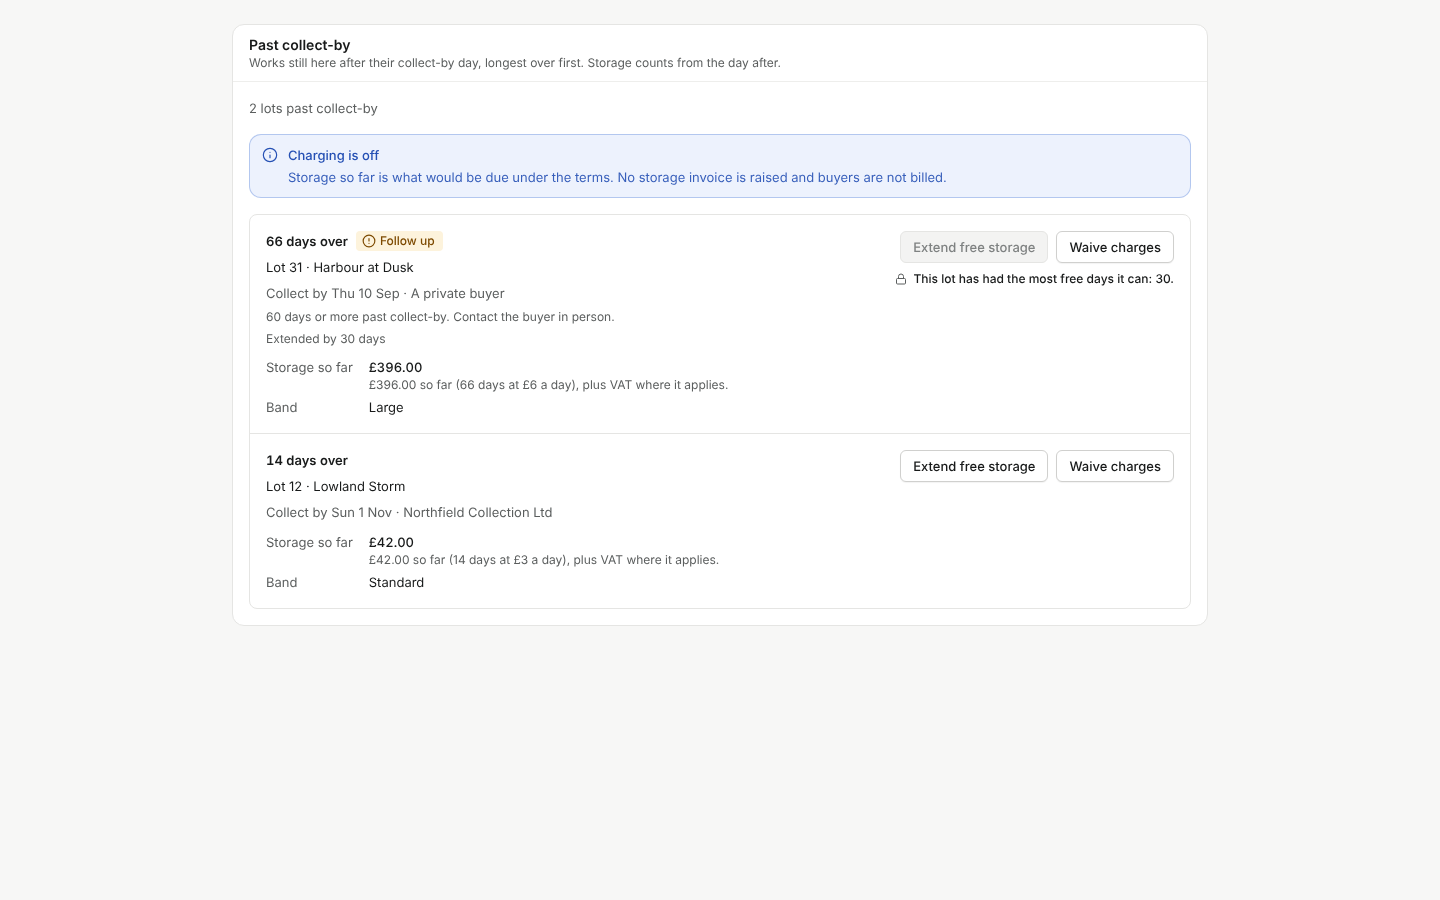 Past collect-by
Works still here after their collect-by day, longest over first. Storage counts from the day after.
2 lots past collect-by
Charging is off
Storage so far is what would be due under the terms. No storage invoice is raised and buyers are not billed.
66 days over Follow up
Extend free storage Waive charges
This lot has had the most free days it can: 30.
Lot 31 · Harbour at Dusk
Collect by Thu 10 Sep · A private buyer
60 days or more past collect-by. Contact the buyer in person.
Extended by 30 days
Storage so far £396.00
£396.00 so far (66 days at £6 a day), plus VAT where it applies.
Band Large
14 days over
Extend free storage Waive charges
Lot 12 · Lowland Storm
Collect by Sun 1 Nov · Northfield Collection Ltd
Storage so far £42.00
£42.00 so far (14 days at £3 a day), plus VAT where it applies.
Band Standard